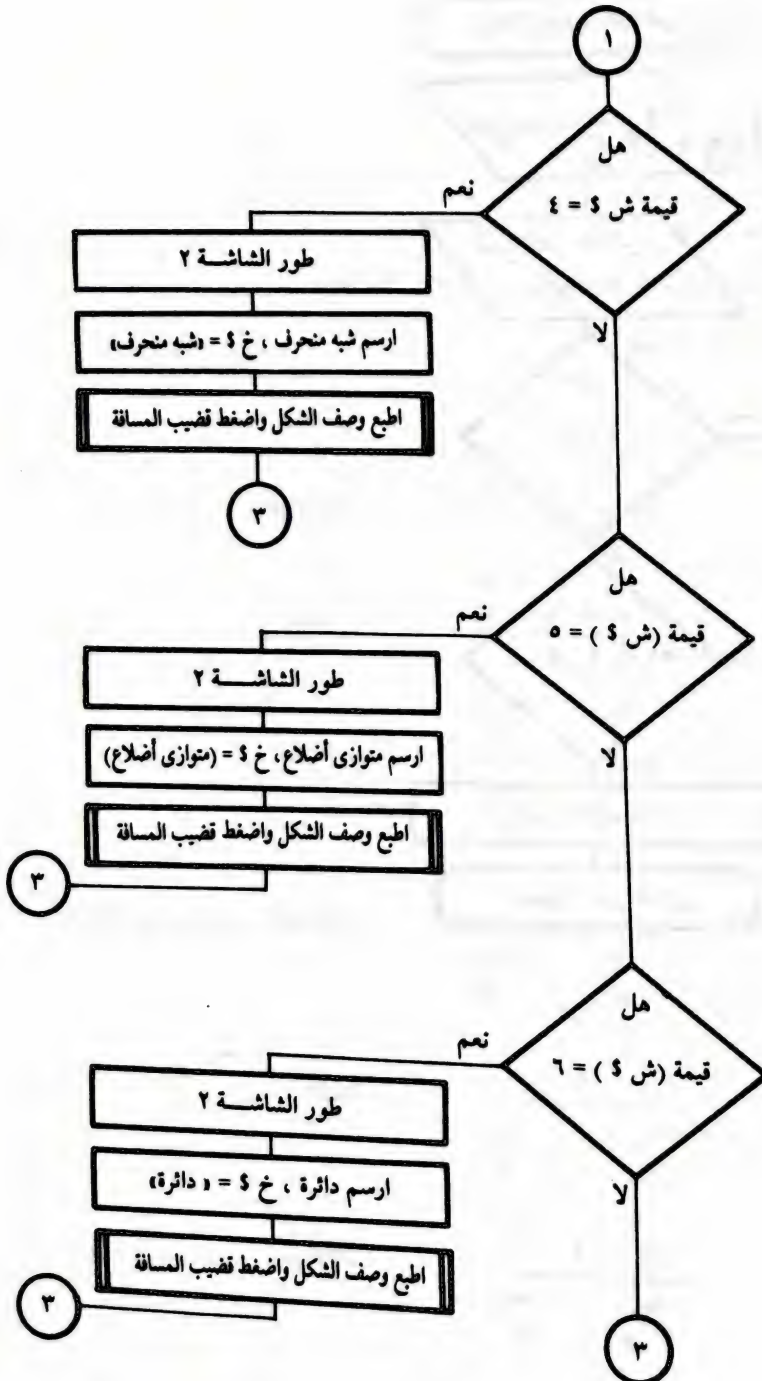 ١
هل
قيمة ش $ = ٤
نعم
لا
طور الشاشـــة ٢
ارسم شبه منحرف ، خ $ = «شبه منحرف»
اطبع وصف الشكل واضغط قضيب المسافة
٣
هل
قيمة (ش $ ) = ٥
نعم
لا
طور الشاشـــة ٢
ارسم متوازى أضلاع، خ $ = (متوازى أضلاع)
اطبع وصف الشكل واضغط قضيب المسافة
٣
هل
قيمة (ش $ ) = ٦
نعم
لا
طور الشاشـــة ٢
ارسم دائرة ، خ $ = « دائرة»
اطبع وصف الشكل واضغط قضيب المسافة
٣
٣